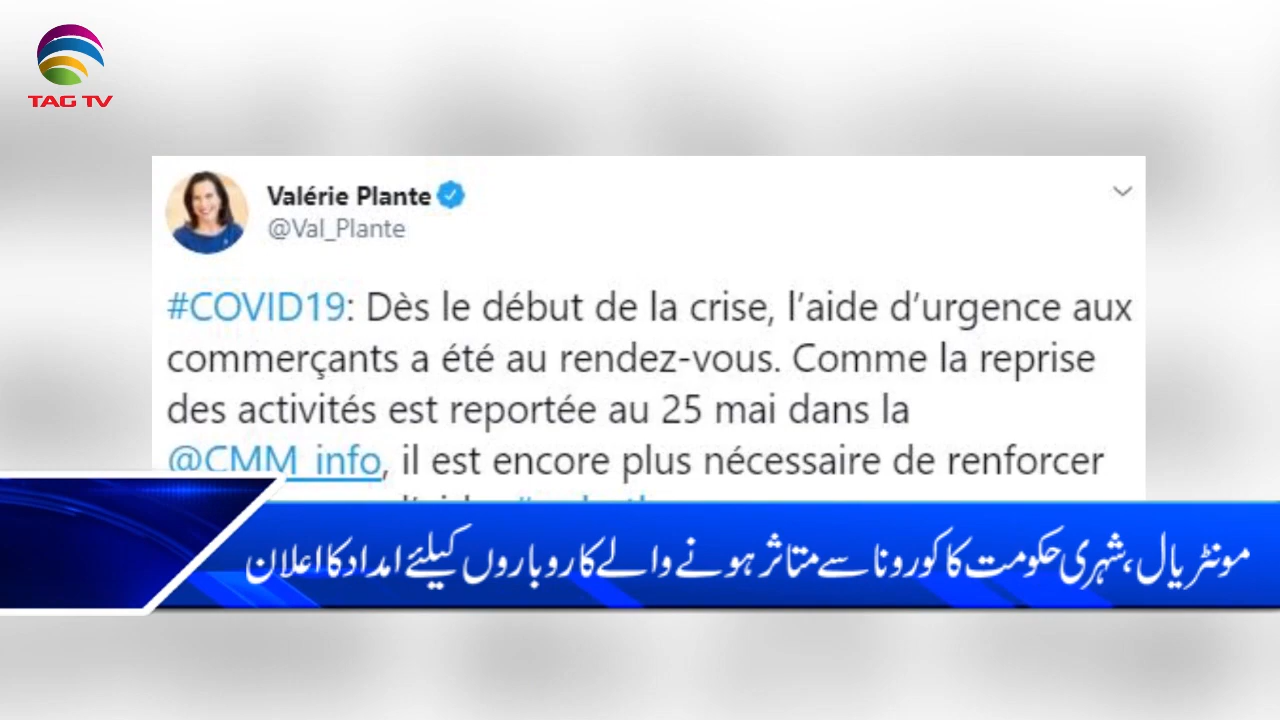 TAG TV
Valérie Plante
@Val_Plante
#COVID19: Dès le début de la crise, l’aide d’urgence aux
commerçants a été au rendez-vous. Comme la reprise
des activités est reportée au 25 mai dans la
@CMM_info, il est encore plus nécessaire de renforcer
مونٹریال، شہری حکومت کا کورونا سے متاثر ہونے والے کاروباروں کیلئے امداد کا اعلان